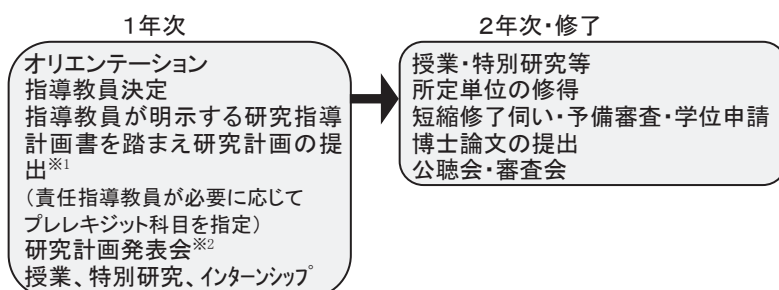 1年次
オリエンテーション
指導教員決定
指導教員が明示する研究指導
計画書を踏まえ研究計画の提
出※1
(責任指導教員が必要に応じて
プレレキジット科目を指定)
研究計画発表会※2
授業、特別研究、インターンシップ
2年次・修了
授業・特別研究等
所定単位の修得
短縮修了伺い・予備審査・学位申請
博士論文の提出
公聴会・審査会